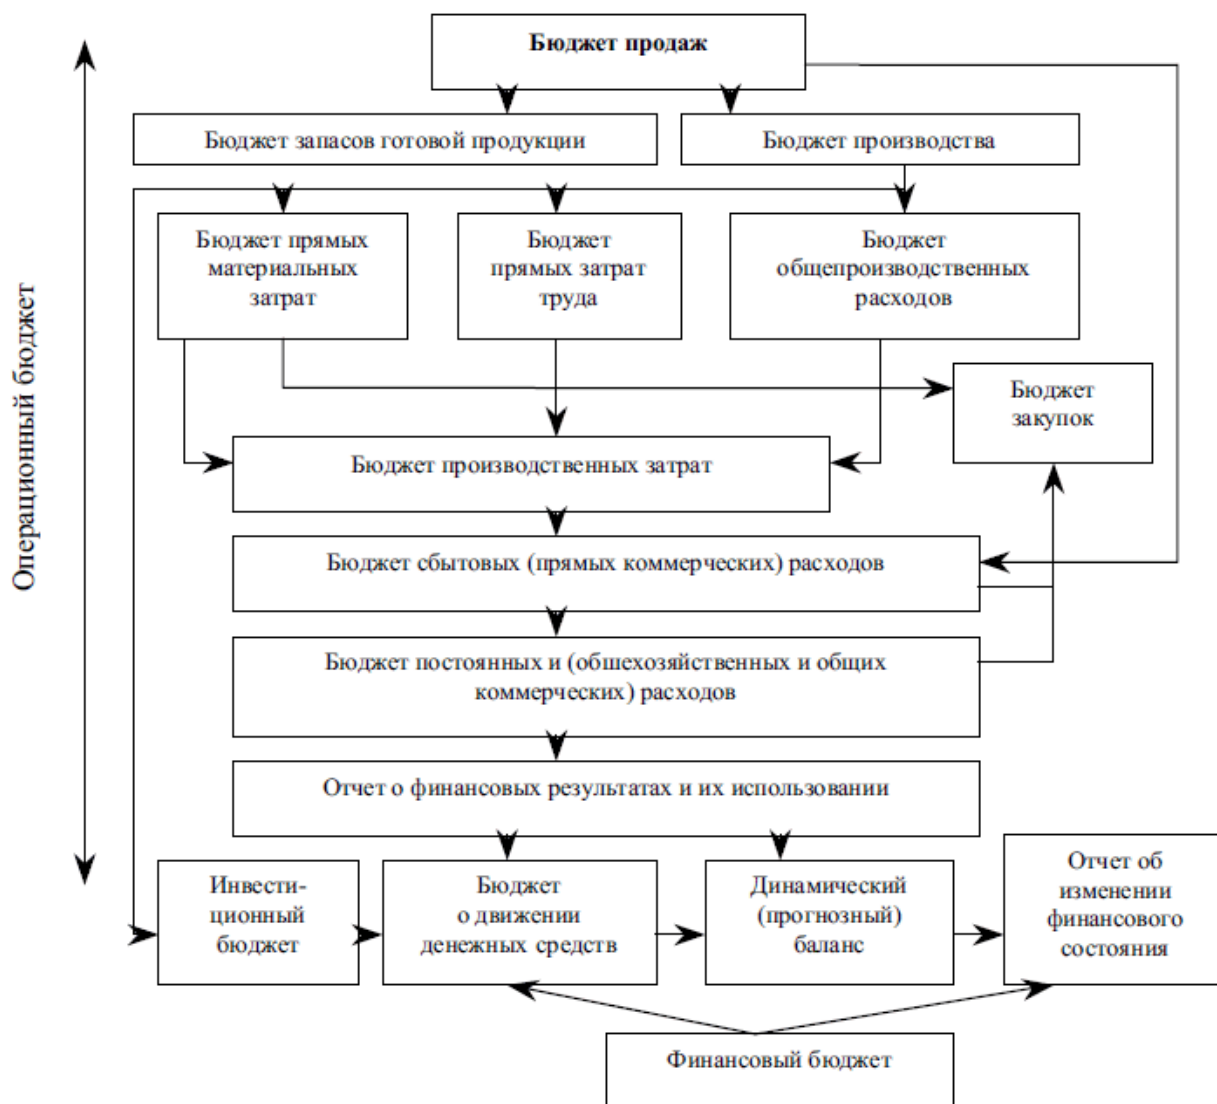 Бюджет продаж
Бюджет запасов готовой продукции
Бюджет производства
Бюджет прямых
материальных
затрат
Бюджет
прямых затрат
труда
Бюджет
общепроизводственных
расходов
Операционный бюджет
Бюджет
закупок
Бюджет производственных затрат
Бюджет сбытовых (прямых коммерческих) расходов
Бюджет постоянных и (обшехозяйственных и общих
коммерческих) расходов
Отчет о финансовых результатах и их использовании
Инвести-
ционный
бюджет
Бюджет
о движении
денежных средств
Динамический
(прогнозный)
баланс
Отчет об
изменении
финансового
состояния
Финансовый бюджет